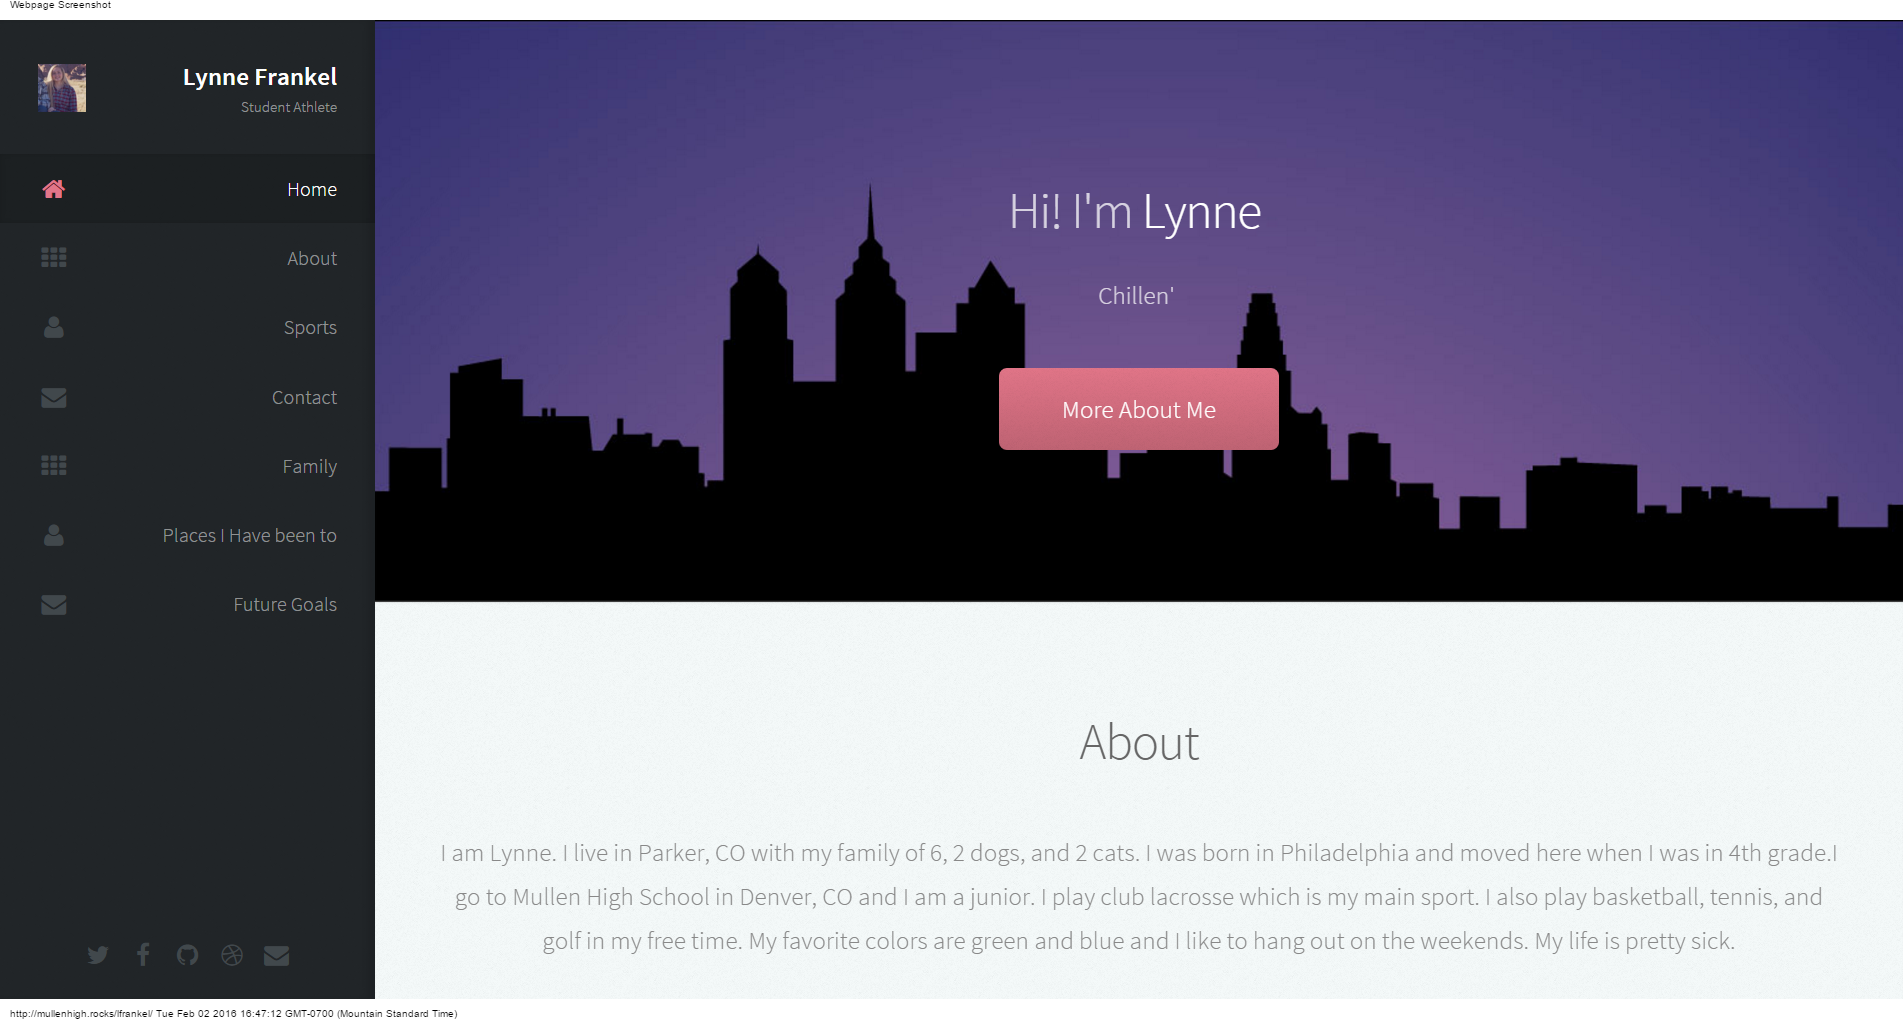 Webpage Screenshot
Lynne Frankel
Student Athlete
Home
About
Sports
Contact
Family
Places I Have been to
Future Goals
Hi! I'm Lynne
Chillen'
More About Me
About
I am Lynne. I live in Parker, CO with my family of 6, 2 dogs, and 2 cats. I was born in Philadelphia and moved here when I was in 4th grade.I
go to Mullen High School in Denver, CO and I am a junior. I play club lacrosse which is my main sport. I also play basketball, tennis, and
golf in my free time. My favorite colors are green and blue and I like to hang out on the weekends. My life is pretty sick.
http://mullenhigh.rocks/lfrankel/ Tue Feb 02 2016 16:47:12 GMT-0700 (Mountain Standard Time)